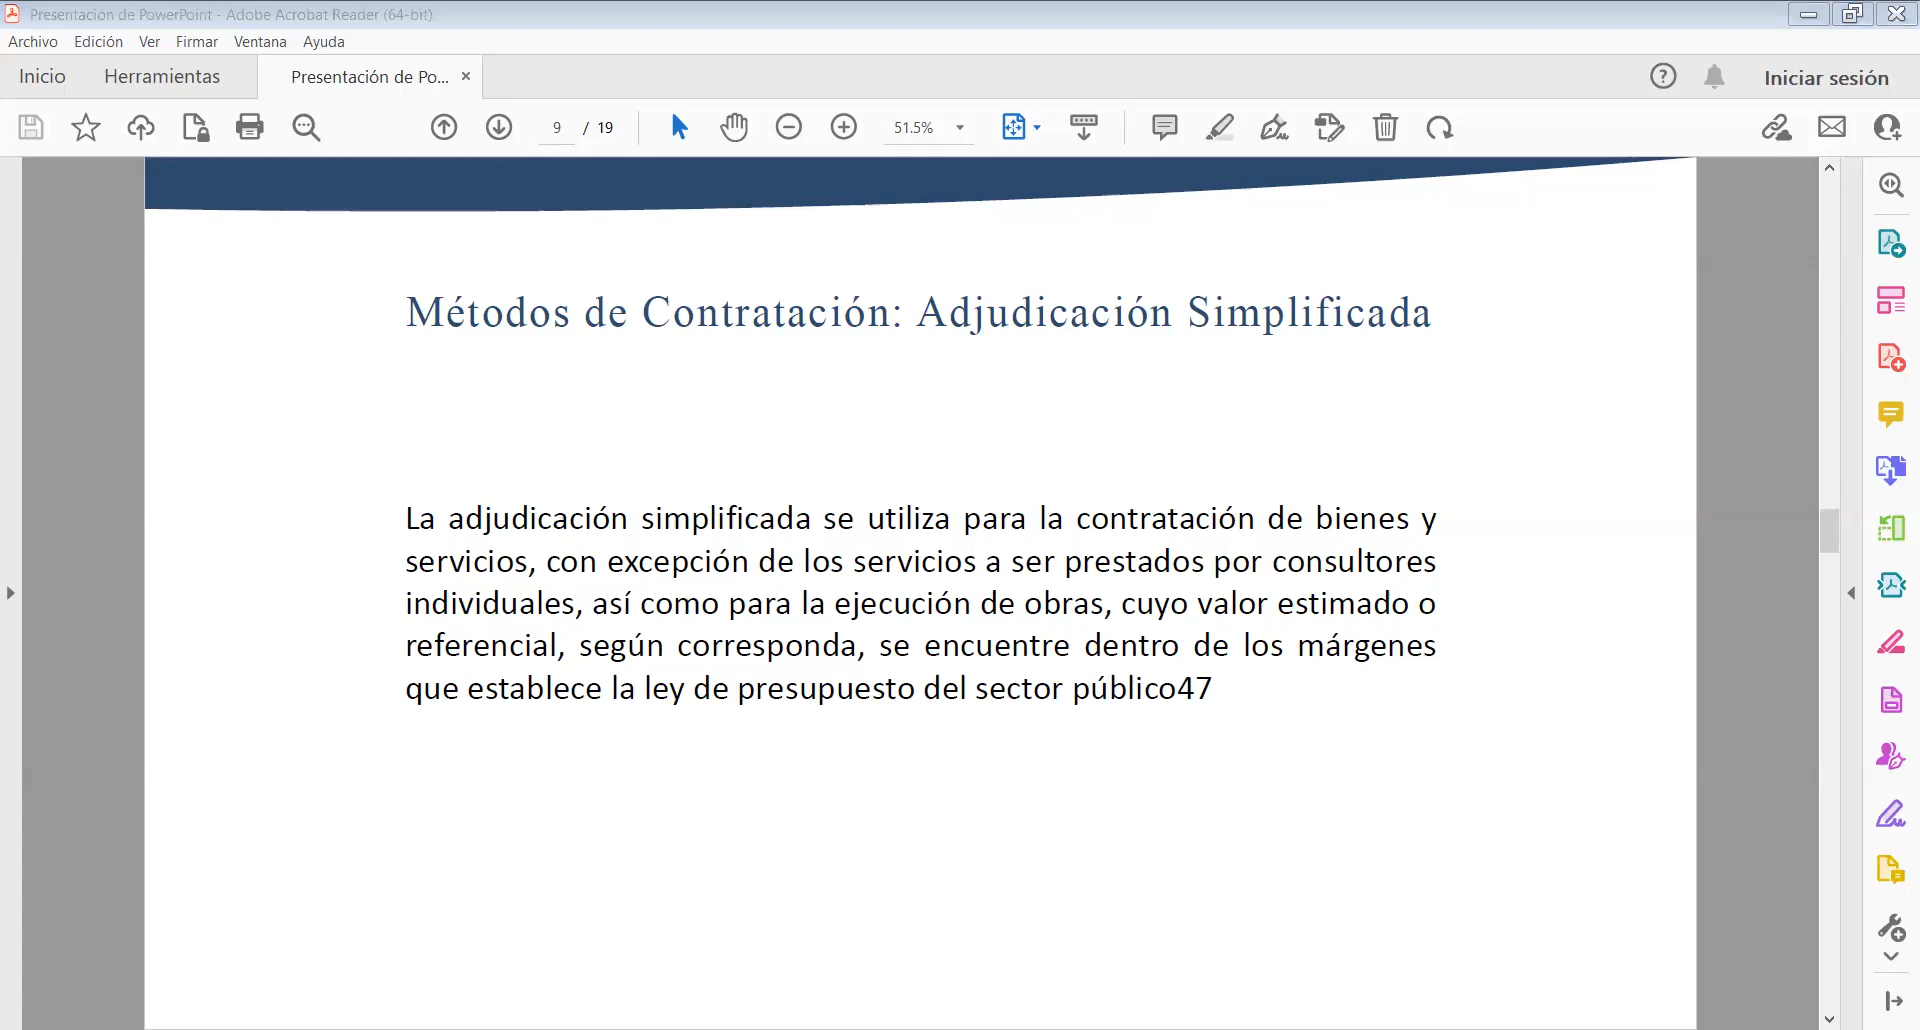 Presentación de PowerPoint - Adobe Acrobat Reader (64-bit)
Archivo Edición Ver Firmar Ventana Ayuda
Inicio Herramientas Presentación de Po... Iniciar sesión
9 / 19 51.5%
Métodos de Contratación: Adjudicación Simplificada
La adjudicación simplificada se utiliza para la contratación de bienes y
servicios, con excepción de los servicios a ser prestados por consultores
individuales, así como para la ejecución de obras, cuyo valor estimado o
referencial, según corresponda, se encuentre dentro de los márgenes
que establece la ley de presupuesto del sector público47